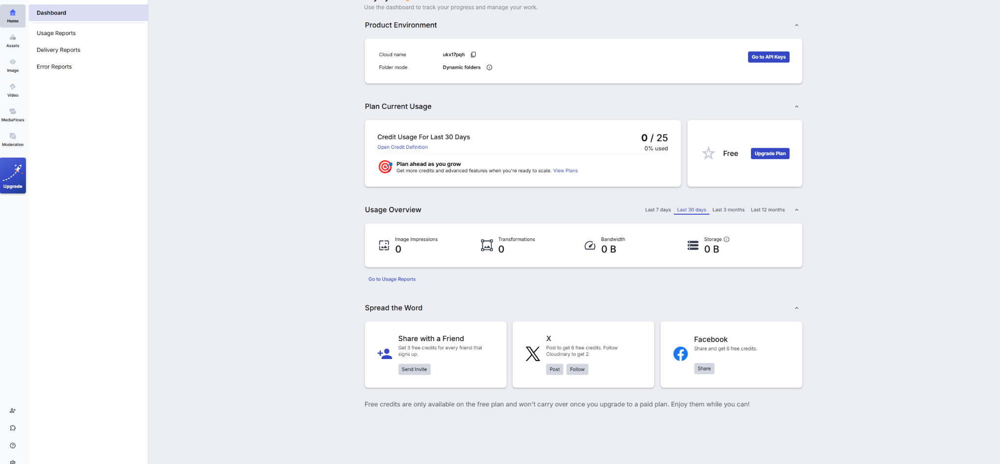 Home
Assets
Image
Video
MediaFlows
Moderation
Upgrade
Dashboard
Usage Reports
Delivery Reports
Error Reports
Use the dashboard to track your progress and manage your work.
Product Environment
Cloud name ukx17pqh
Go to API Keys
Folder mode Dynamic folders
Plan Current Usage
Credit Usage For Last 30 Days
0 / 25
Open Credit Definition
0% used
Plan ahead as you grow
Get more credits and advanced features when you're ready to scale. View Plans
Free
Upgrade Plan
Usage Overview
Last 7 days Last 30 days Last 3 months Last 12 months
Image Impressions
0
Transformations
0
Bandwidth
0 B
Storage
0 B
Go to Usage Reports
Spread the Word
Share with a Friend
Get 3 free credits for every friend that
signs up.
Send Invite
X
Post to get 6 free credits. Follow
Cloudinary to get 2.
Post Follow
Facebook
Share and get 6 free credits.
Share
Free credits are only available on the free plan and won't carry over once you upgrade to a paid plan. Enjoy them while you can!